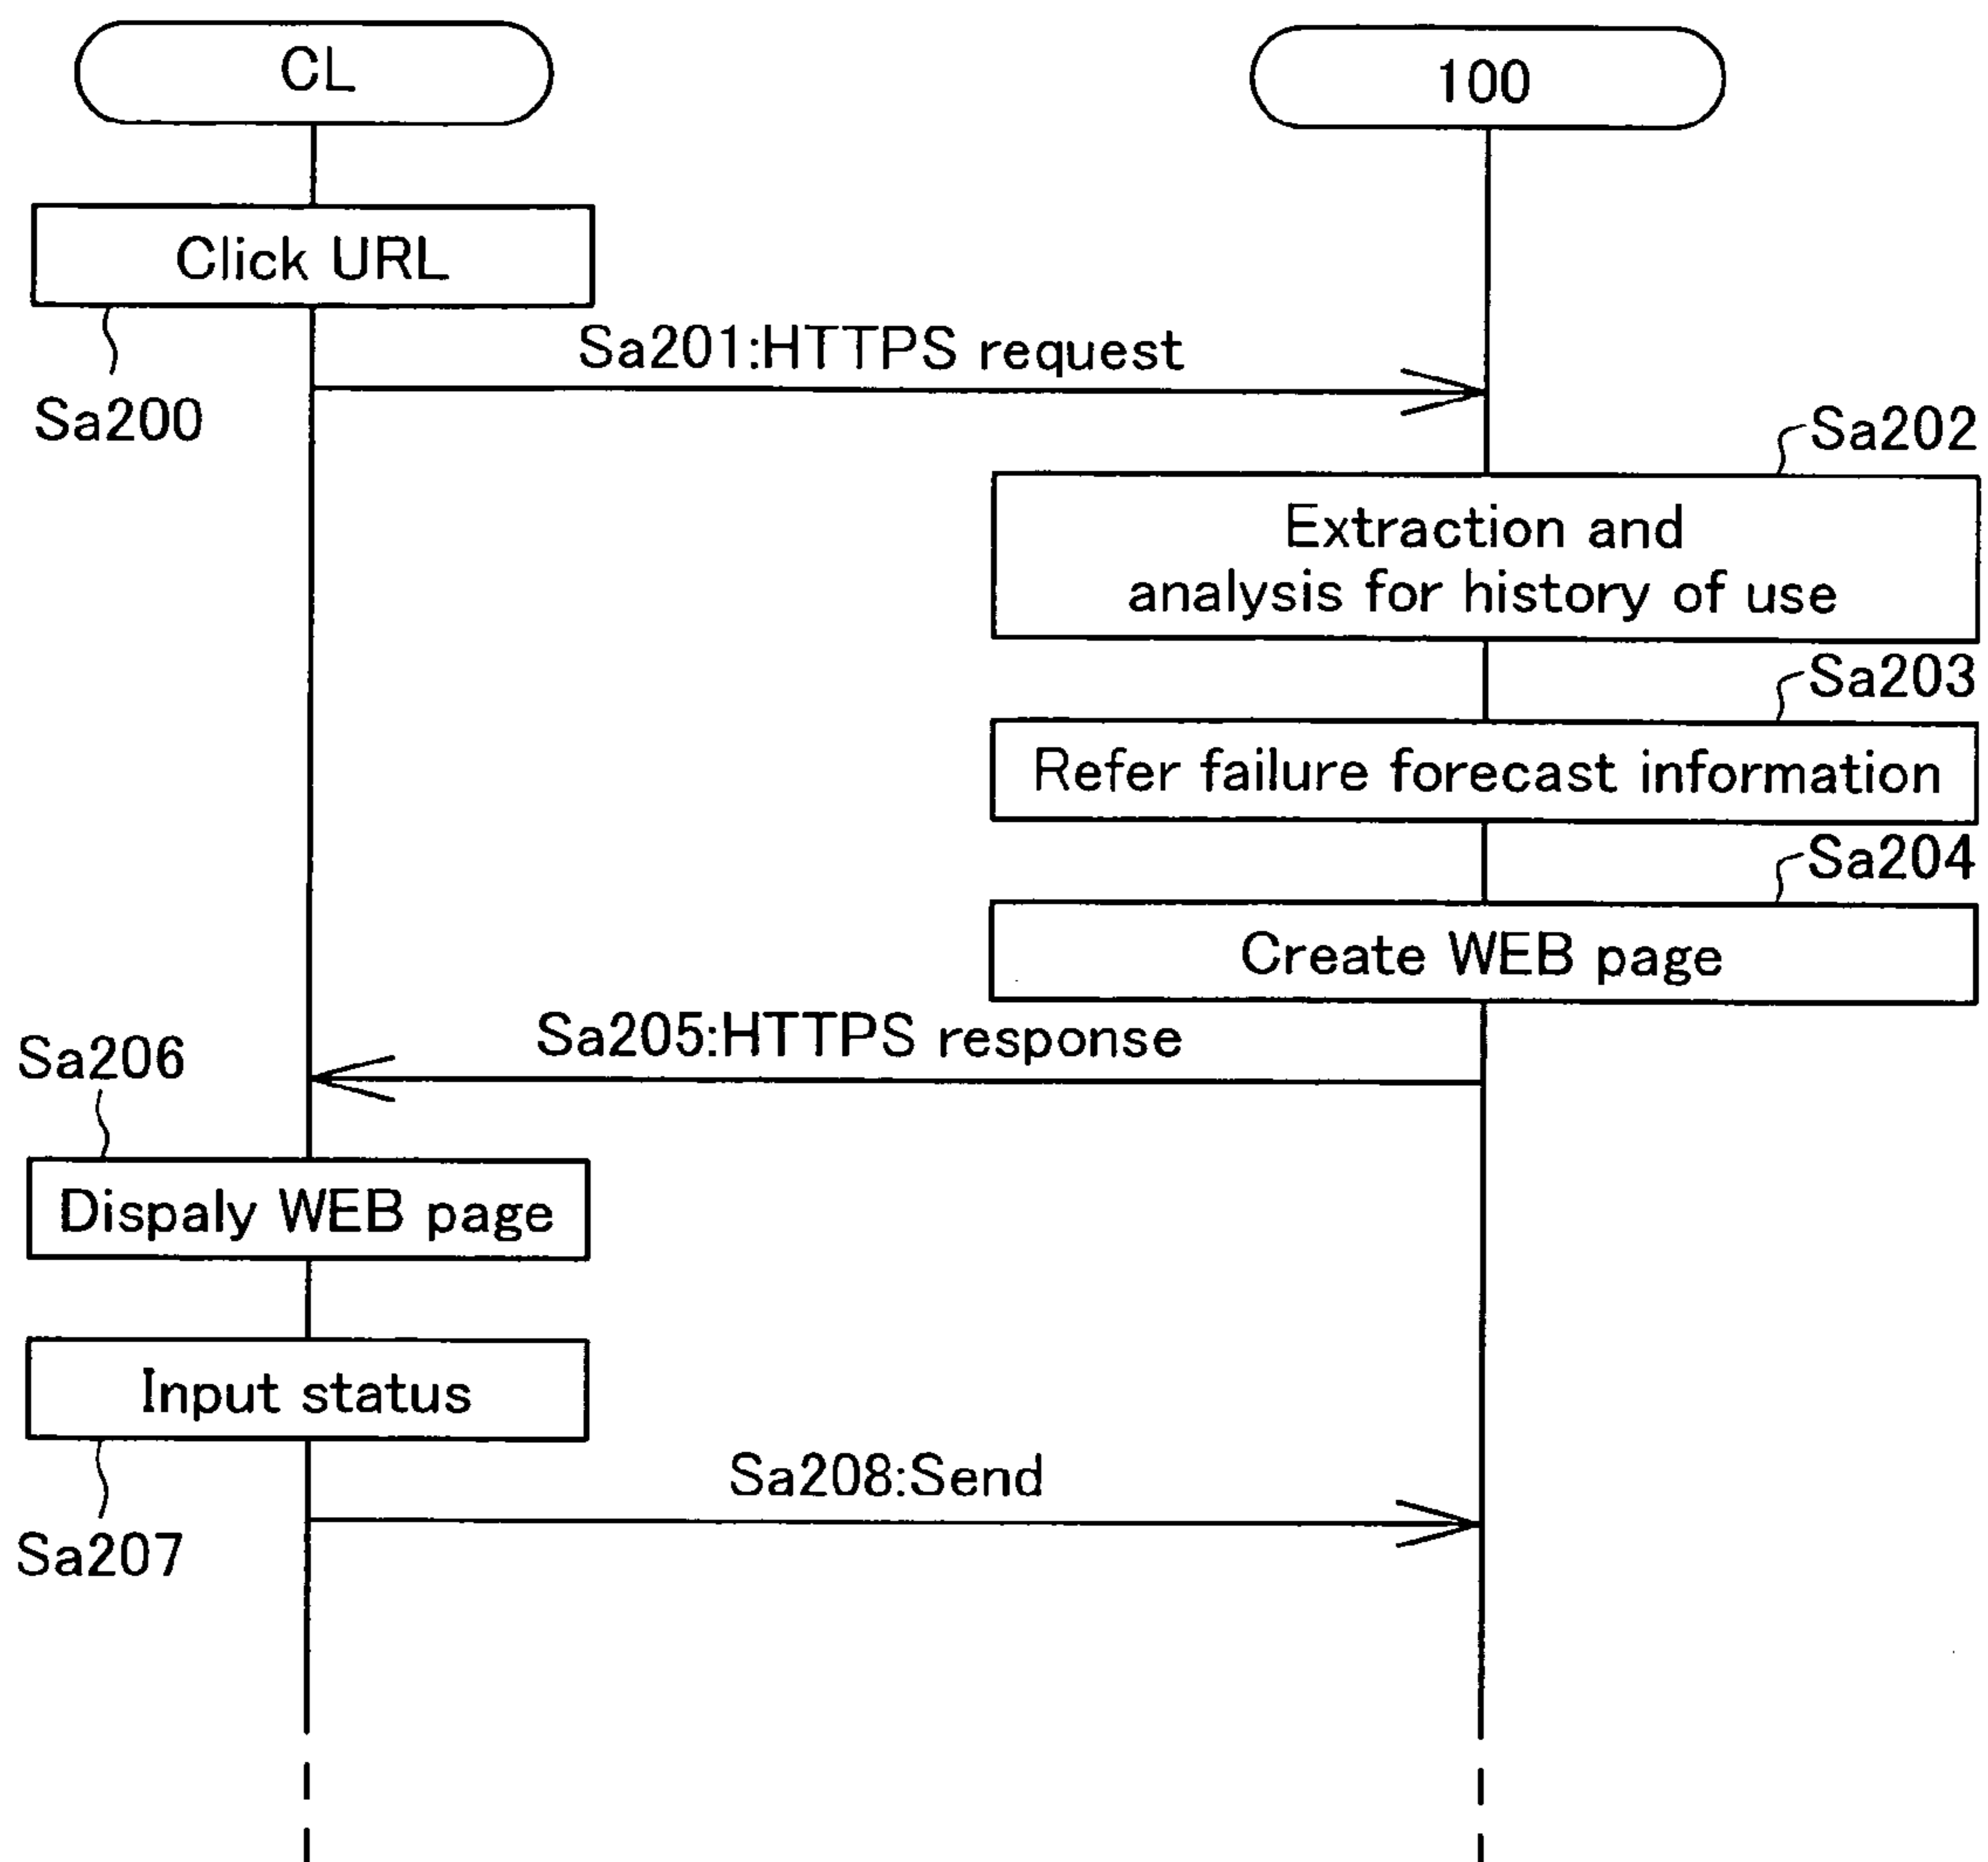 CL
100
Click URL
Sa200
Sa201:HTTPS request
Sa202
Extraction and
analysis for history of use
Sa203
Refer failure forecast information
Sa204
Create WEB page
Sa205:HTTPS response
Sa206
Dispaly WEB page
Input status
Sa207
Sa208:Send